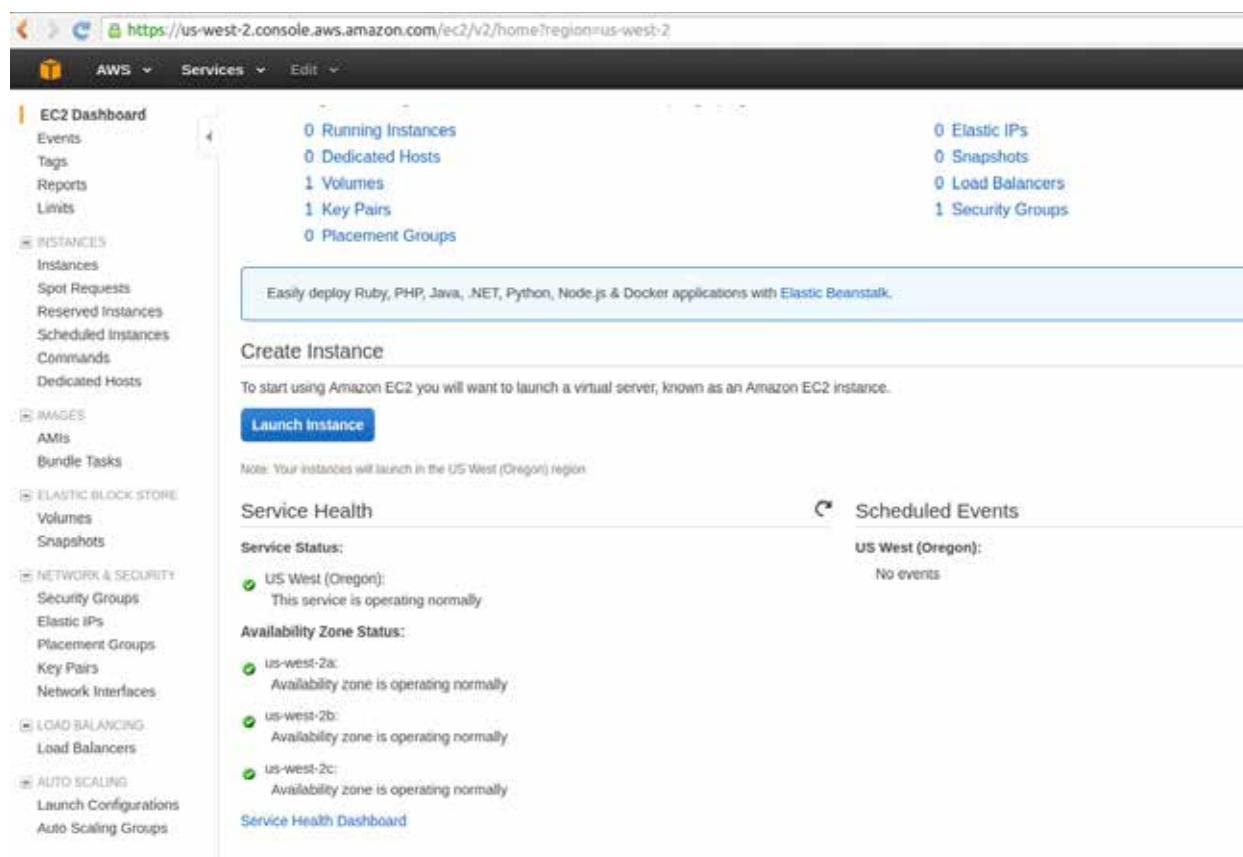 https://us-west-2.console.aws.amazon.com/ec2/v2/home?region=us-west-2
AWS Services Edit
EC2 Dashboard
Events
Tags
Reports
Limits
INSTANCES
Instances
Spot Requests
Reserved Instances
Scheduled Instances
Commands
Dedicated Hosts
IMAGES
AMIs
Bundle Tasks
ELASTIC BLOCK STORE
Volumes
Snapshots
NETWORK & SECURITY
Security Groups
Elastic IPs
Placement Groups
Key Pairs
Network Interfaces
LOAD BALANCING
Load Balancers
AUTO SCALING
Launch Configurations
Auto Scaling Groups
0 Running Instances
0 Dedicated Hosts
1 Volumes
1 Key Pairs
0 Placement Groups
0 Elastic IPs
0 Snapshots
0 Load Balancers
1 Security Groups
Easily deploy Ruby, PHP, Java, .NET, Python, Node.js & Docker applications with Elastic Beanstalk.
Create Instance
To start using Amazon EC2 you will want to launch a virtual server, known as an Amazon EC2 instance.
Launch Instance
Note: Your instances will launch in the US West (Oregon) region
Service Health
Service Status:
US West (Oregon):
This service is operating normally
Availability Zone Status:
us-west-2a:
Availability zone is operating normally
us-west-2b:
Availability zone is operating normally
us-west-2c:
Availability zone is operating normally
Service Health Dashboard
Scheduled Events
US West (Oregon):
No events